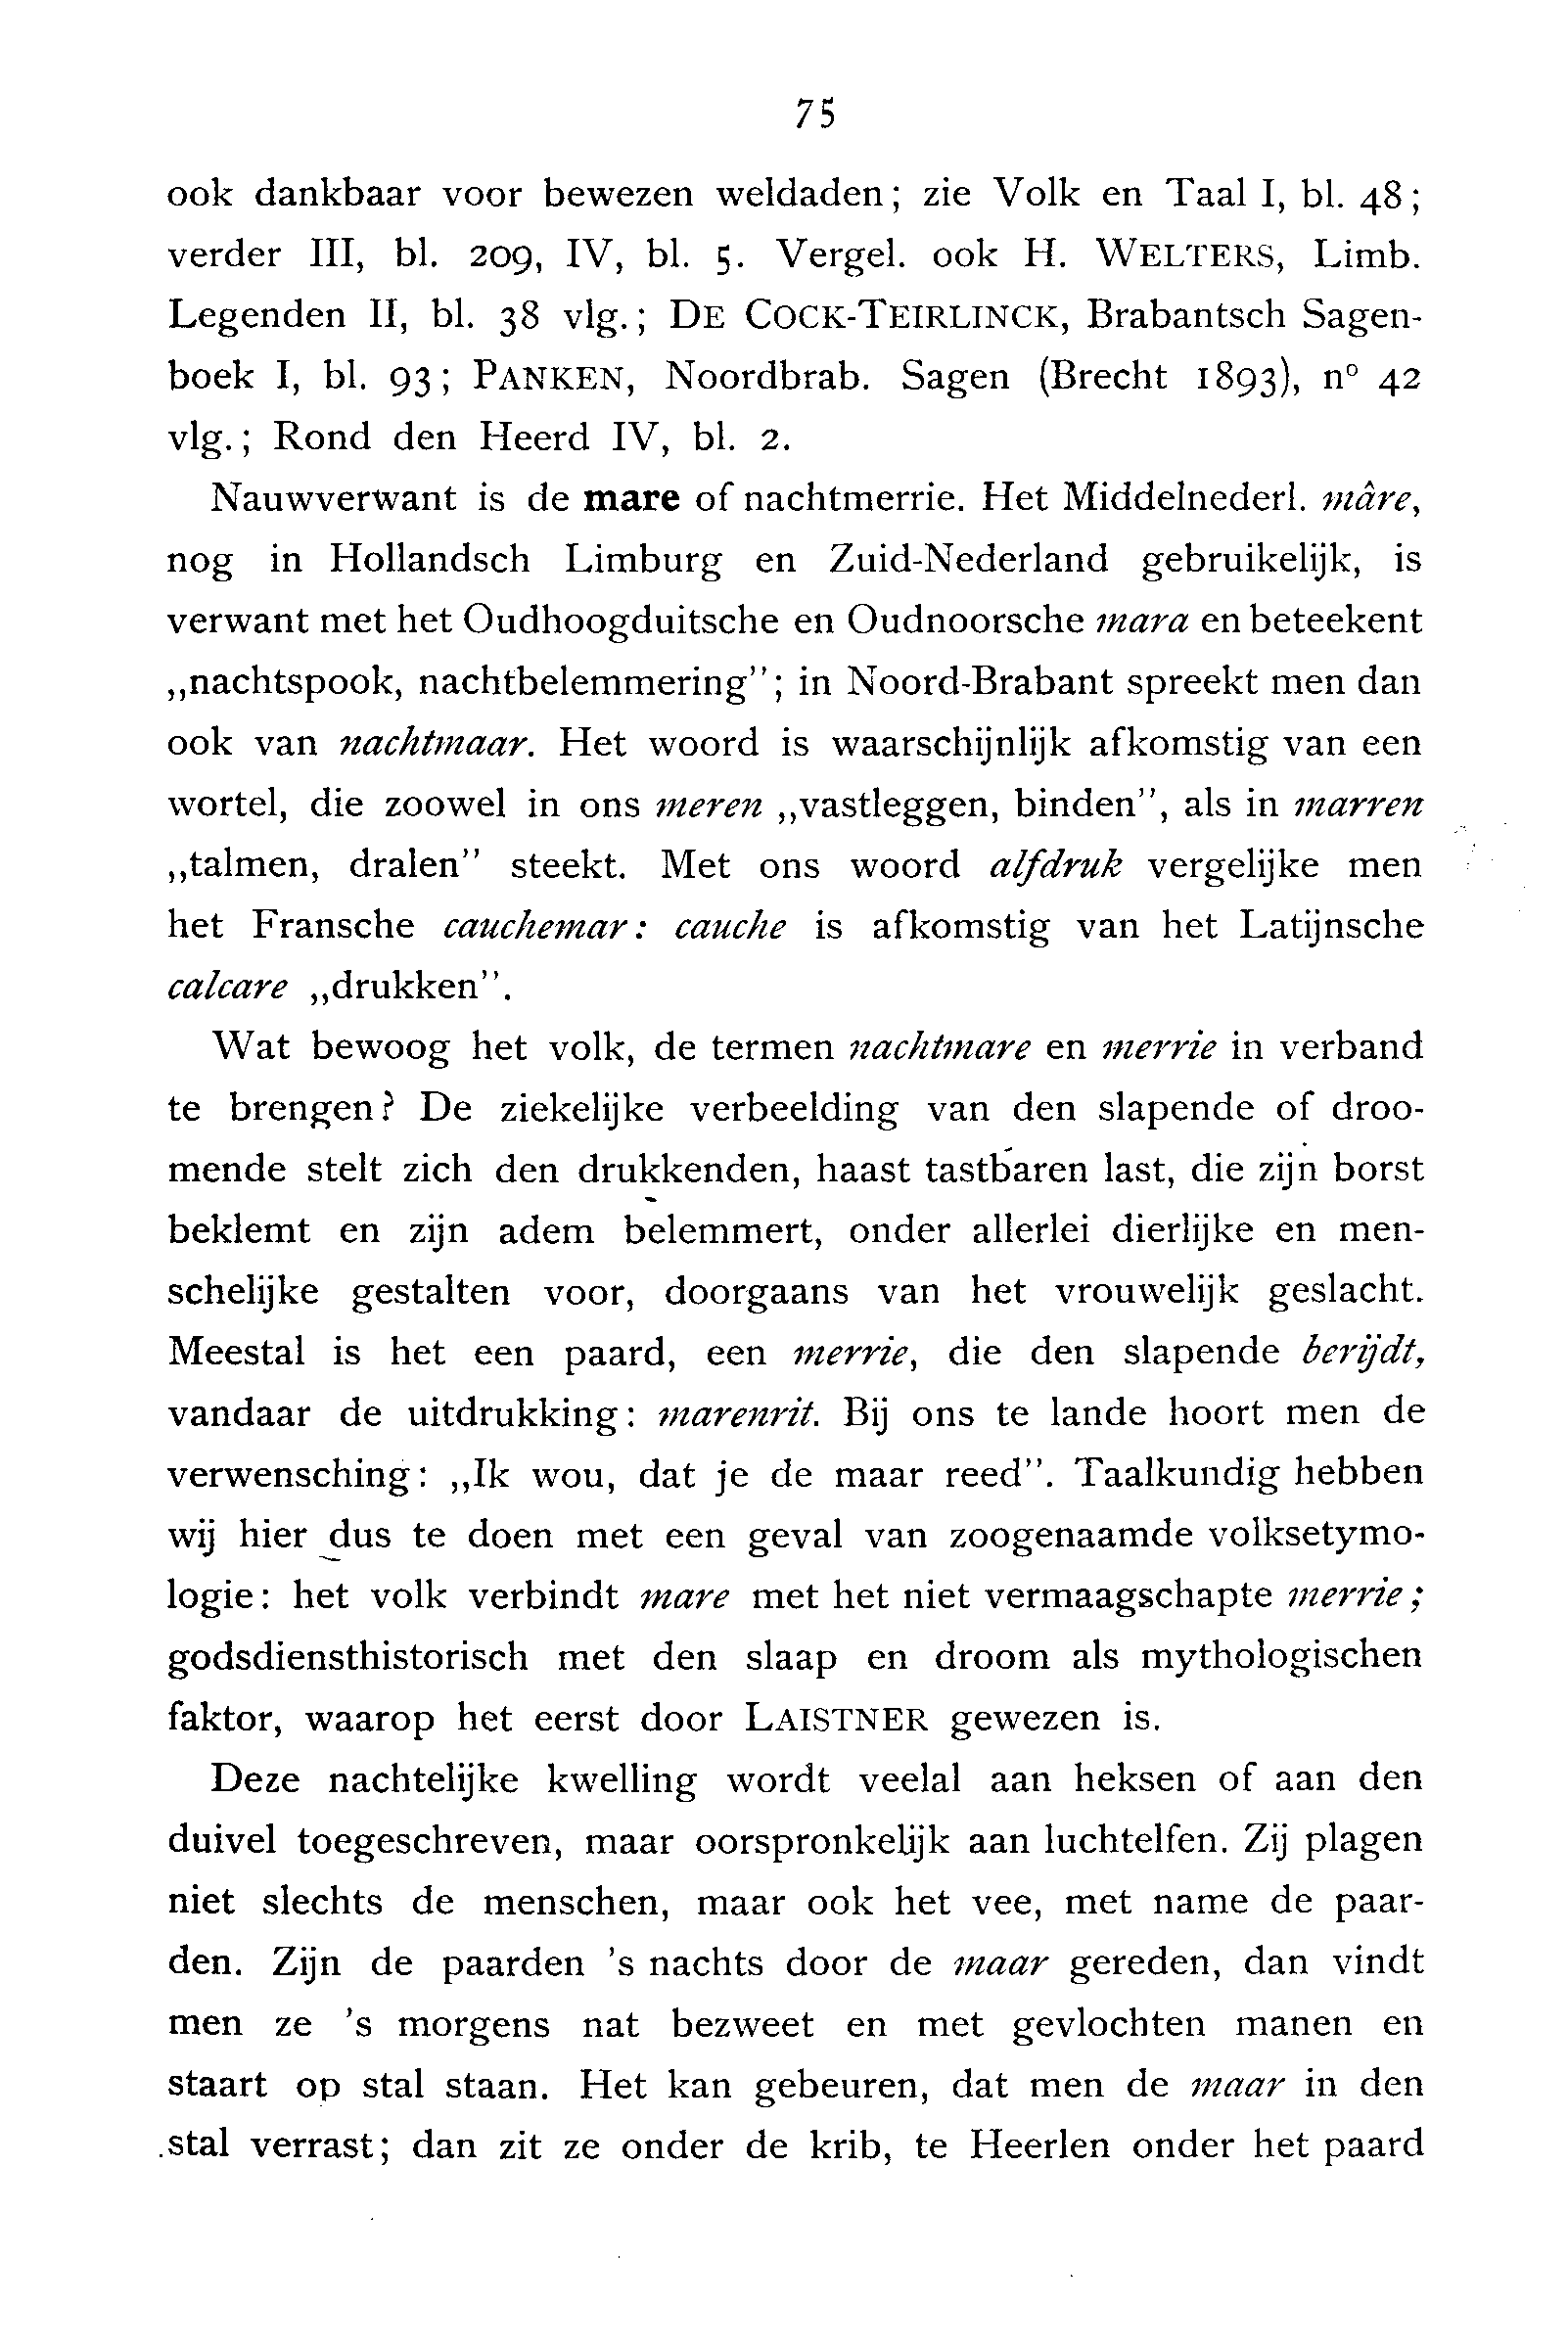 75
ook dankbaar voor bewezen weldaden; zie Volk en Taal I, bl. 48;
verder III, bl. 209, IV, bl. 5. Vergel. ook H. WELTERS, Limb.
Legenden II, bl. 38 vlg.; DE COCK-TEIRLINCK, Brabantsch Sagen-
boek I, bl. 93; PANKEN, Noordbrab. Sagen (Brecht 1893), n° 42
vlg.; Rond den Heerd IV, bl. 2.
Nauwverwant is de mare of nachtmerrie. Het Middelnederl. mâre,
nog in Hollandsch Limburg en Zuid-Nederland gebruikelijk, is
verwant met het Oudhoogduitsche en Oudnoorsche mara en beteekent
„nachtspook, nachtbelemmering”; in Noord-Brabant spreekt men dan
ook van nachtmaar. Het woord is waarschijnlijk afkomstig van een
wortel, die zoowel in ons meren „vastleggen, binden”, als in marren
„talmen, dralen” steekt. Met ons woord alfdruk vergelijke men
het Fransche cauchemar: cauche is afkomstig van het Latijnsche
calcare „drukken”.
Wat bewoog het volk, de termen nachtmare en merrie in verband
te brengen? De ziekelijke verbeelding van den slapende of droo-
mende stelt zich den drukkenden, haast tastbaren last, die zijn borst
beklemt en zijn adem belemmert, onder allerlei dierlijke en men-
schelijke gestalten voor, doorgaans van het vrouwelijk geslacht.
Meestal is het een paard, een merrie, die den slapende berijdt,
vandaar de uitdrukking: marenrit. Bij ons te lande hoort men de
verwensching: „Ik wou, dat je de maar reed”. Taalkundig hebben
wij hier dus te doen met een geval van zoogenaamde volksetymo-
logie: het volk verbindt mare met het niet vermaagschapte merrie;
godsdiensthistorisch met den slaap en droom als mythologischen
faktor, waarop het eerst door LAISTNER gewezen is.
Deze nachtelijke kwelling wordt veelal aan heksen of aan den
duivel toegeschreven, maar oorspronkelijk aan luchtelfen. Zij plagen
niet slechts de menschen, maar ook het vee, met name de paar-
den. Zijn de paarden 's nachts door de maar gereden, dan vindt
men ze 's morgens nat bezweet en met gevlochten manen en
staart op stal staan. Het kan gebeuren, dat men de maar in den
stal verrast; dan zit ze onder de krib, te Heerlen onder het paard